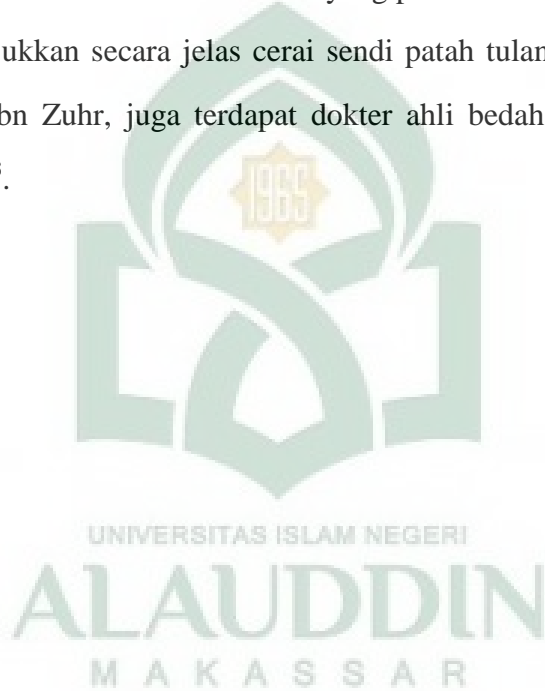 ukkan secara jelas cerai sendi patah tulan
bn Zuhr, juga terdapat dokter ahli bedah
.
1965
UNIVERSITAS ISLAM NEGERI
ALAUDDIN
MAKASSAR